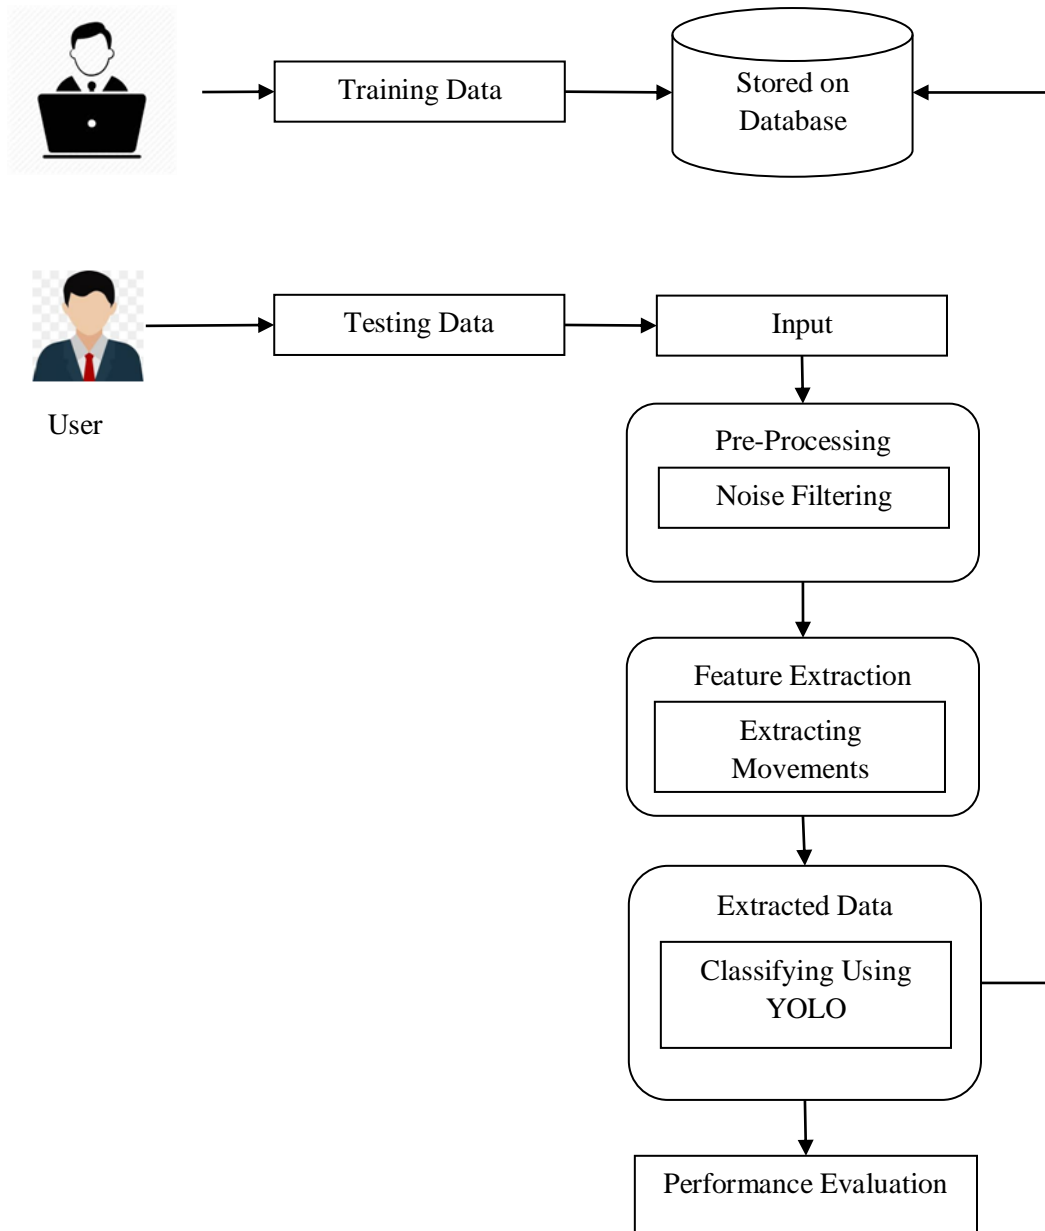 Training Data
Stored on
Database
Testing Data
Input
User
Pre-Processing
Noise Filtering
Feature Extraction
Extracting
Movements
Extracted Data
Classifying Using
YOLO
Performance Evaluation